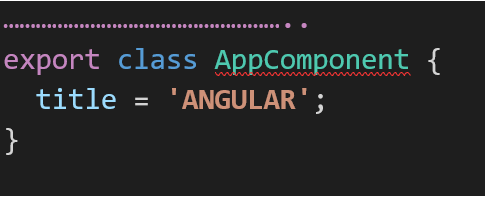 export class AppComponent {
  title = 'ANGULAR';
}